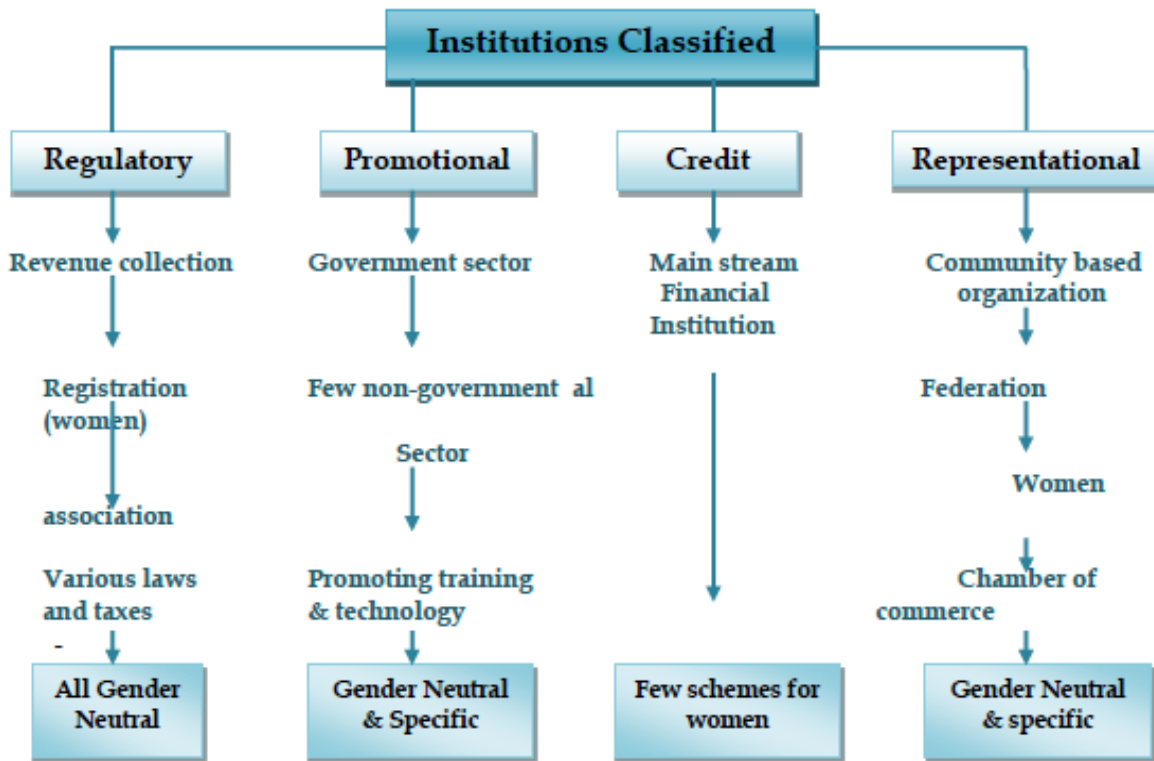 Institutions Classified
Regulatory
Promotional
Credit
Representational
Revenue collection
Government sector
Main stream
Financial
Institution
Community based
organization
Registration
(women)
Few non-government al
Federation
Sector
Women
association
Various laws
and taxes
-
Promoting training
& technology
Chamber of
commerce
All Gender
Neutral
Gender Neutral
& Specific
Few schemes for
women
Gender Neutral
& specific